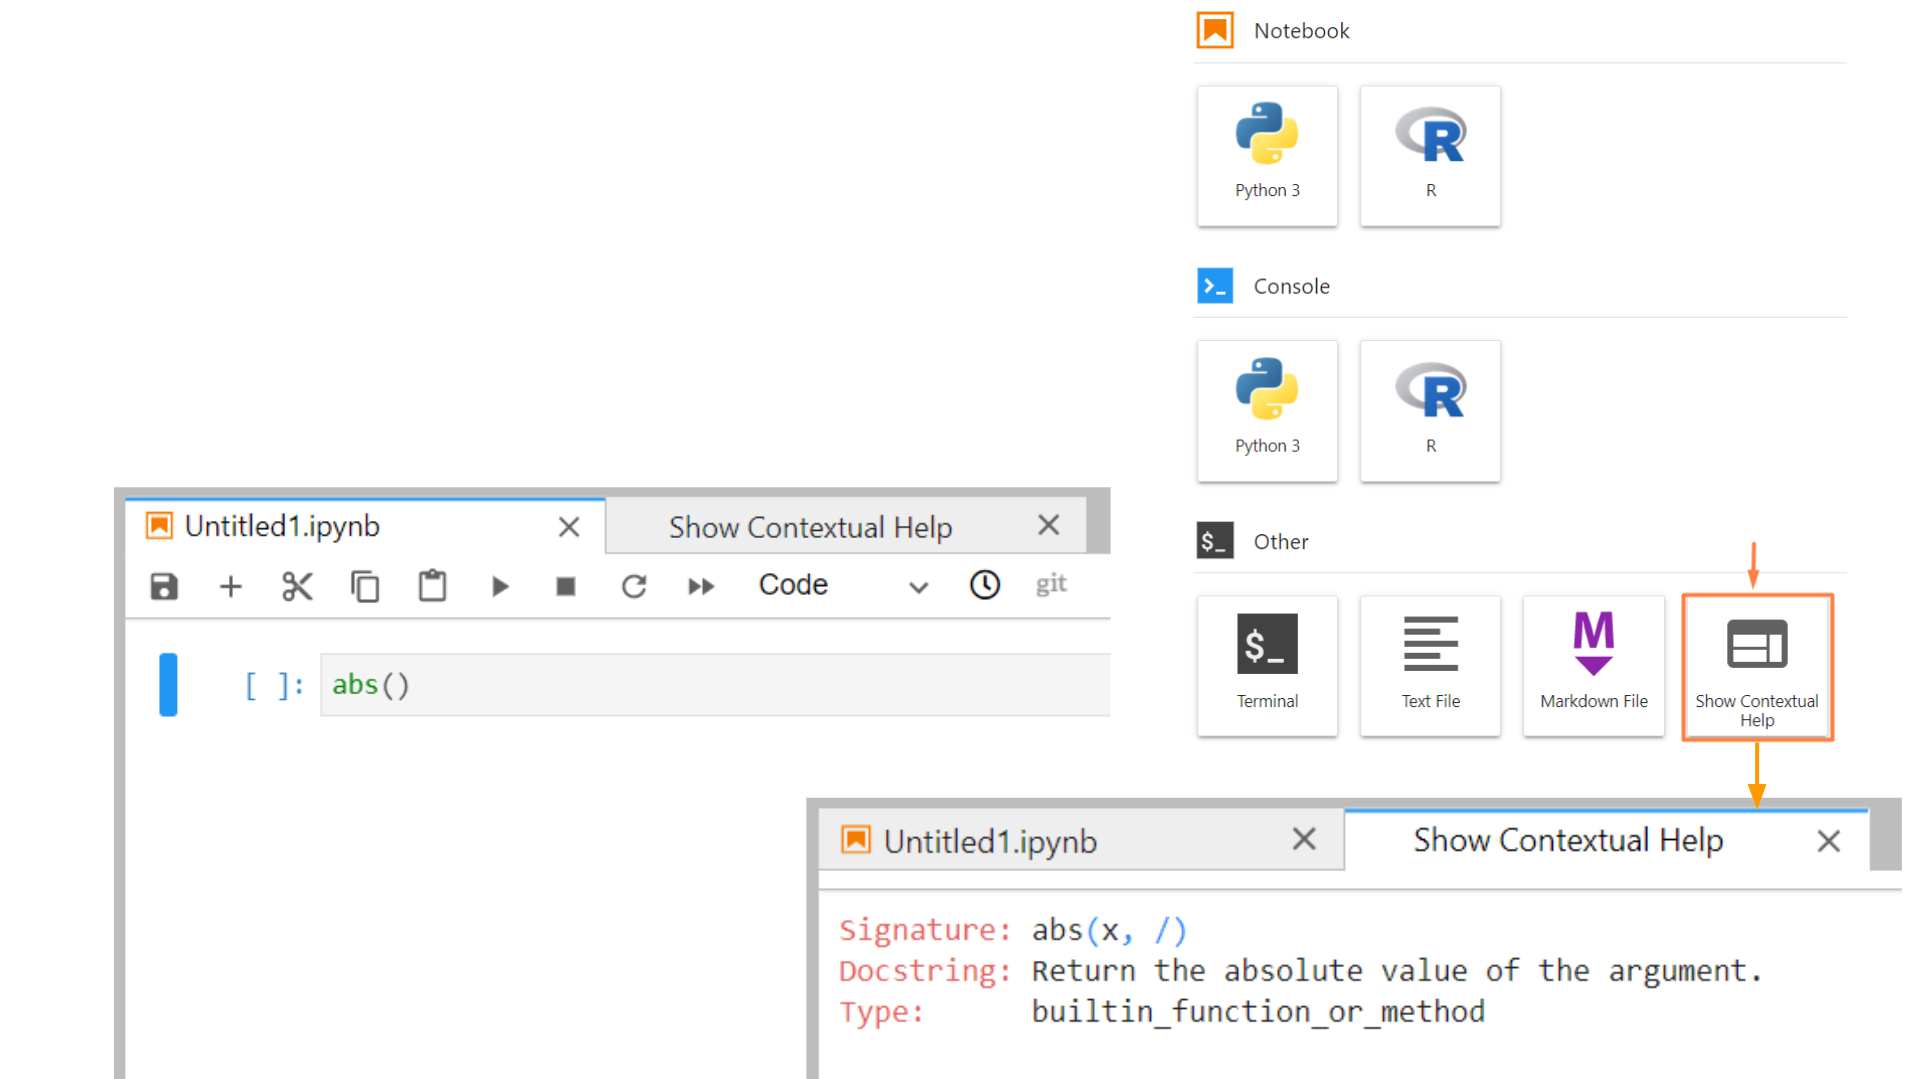 Notebook
Python 3
R
Console
Python 3
R
$_ Other
$_
Terminal
Text File
M
Markdown File
Show Contextual
Help
Untitled1.ipynb
Show Contextual Help
Code
git
[ ]: abs()
Untitled1.ipynb
Show Contextual Help
Signature: abs(x, /)
Docstring: Return the absolute value of the argument.
Type: builtin_function_or_method